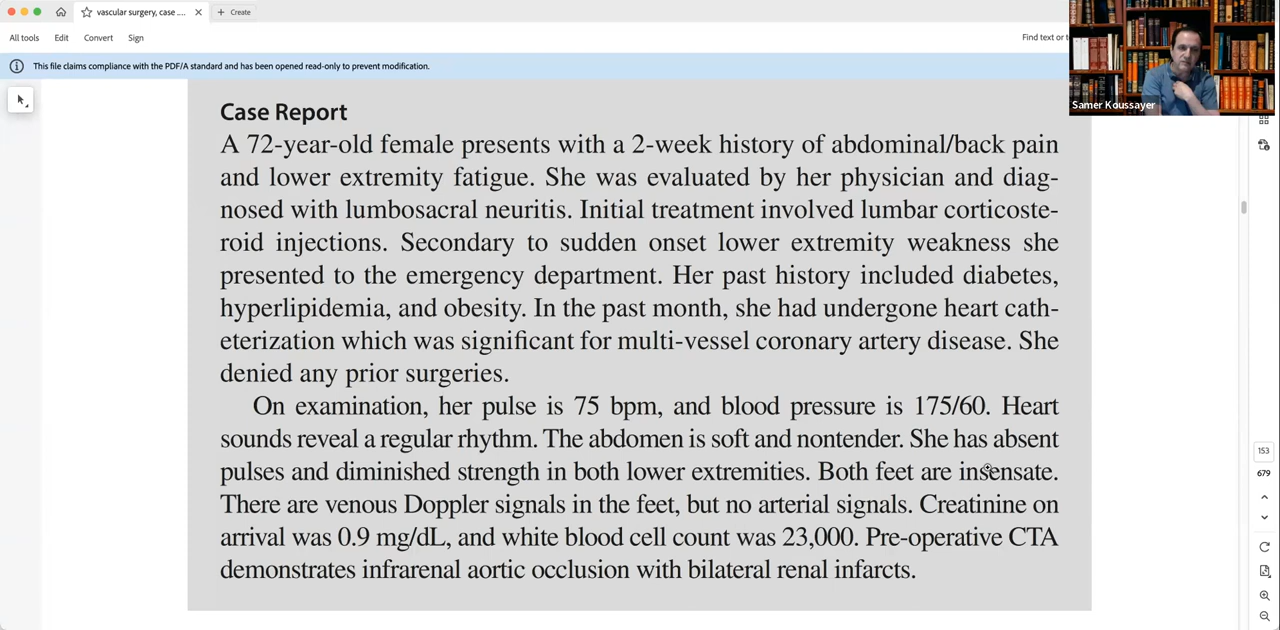 vascular surgery, case ....
Create
All tools
Edit
Convert
Sign
Find text or t
This file claims compliance with the PDF/A standard and has been opened read-only to prevent modification.
Samer Koussayer
Case Report
A 72-year-old female presents with a 2-week history of abdominal/back pain
and lower extremity fatigue. She was evaluated by her physician and diag-
nosed with lumbosacral neuritis. Initial treatment involved lumbar corticoste-
roid injections. Secondary to sudden onset lower extremity weakness she
presented to the emergency department. Her past history included diabetes,
hyperlipidemia, and obesity. In the past month, she had undergone heart cath-
eterization which was significant for multi-vessel coronary artery disease. She
denied any prior surgeries.
On examination, her pulse is 75 bpm, and blood pressure is 175/60. Heart
sounds reveal a regular rhythm. The abdomen is soft and nontender. She has absent
pulses and diminished strength in both lower extremities. Both feet are insensate.
There are venous Doppler signals in the feet, but no arterial signals. Creatinine on
arrival was 0.9 mg/dL, and white blood cell count was 23,000. Pre-operative CTA
demonstrates infrarenal aortic occlusion with bilateral renal infarcts.
153
679